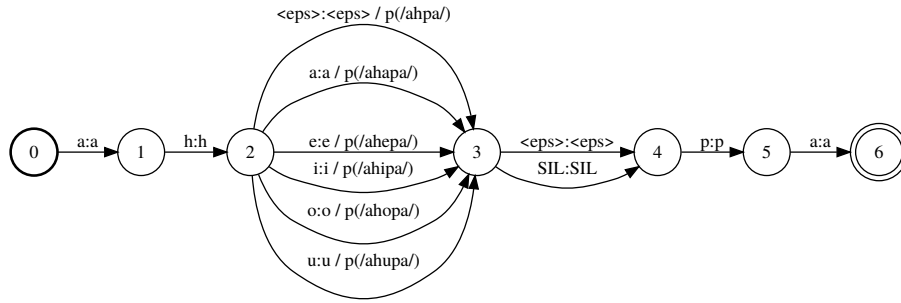 <eps>:<eps> / p(/ahpa/)
a:a / p(/ahapa/)
0 a:a 1 h:h 2 e:e / p(/ahepa/) 3 <eps>:<eps> 4 p:p 5 a:a 6
i:i / p(/ahipa/) SIL:SIL
o:o / p(/ahopa/)
u:u / p(/ahupa/)